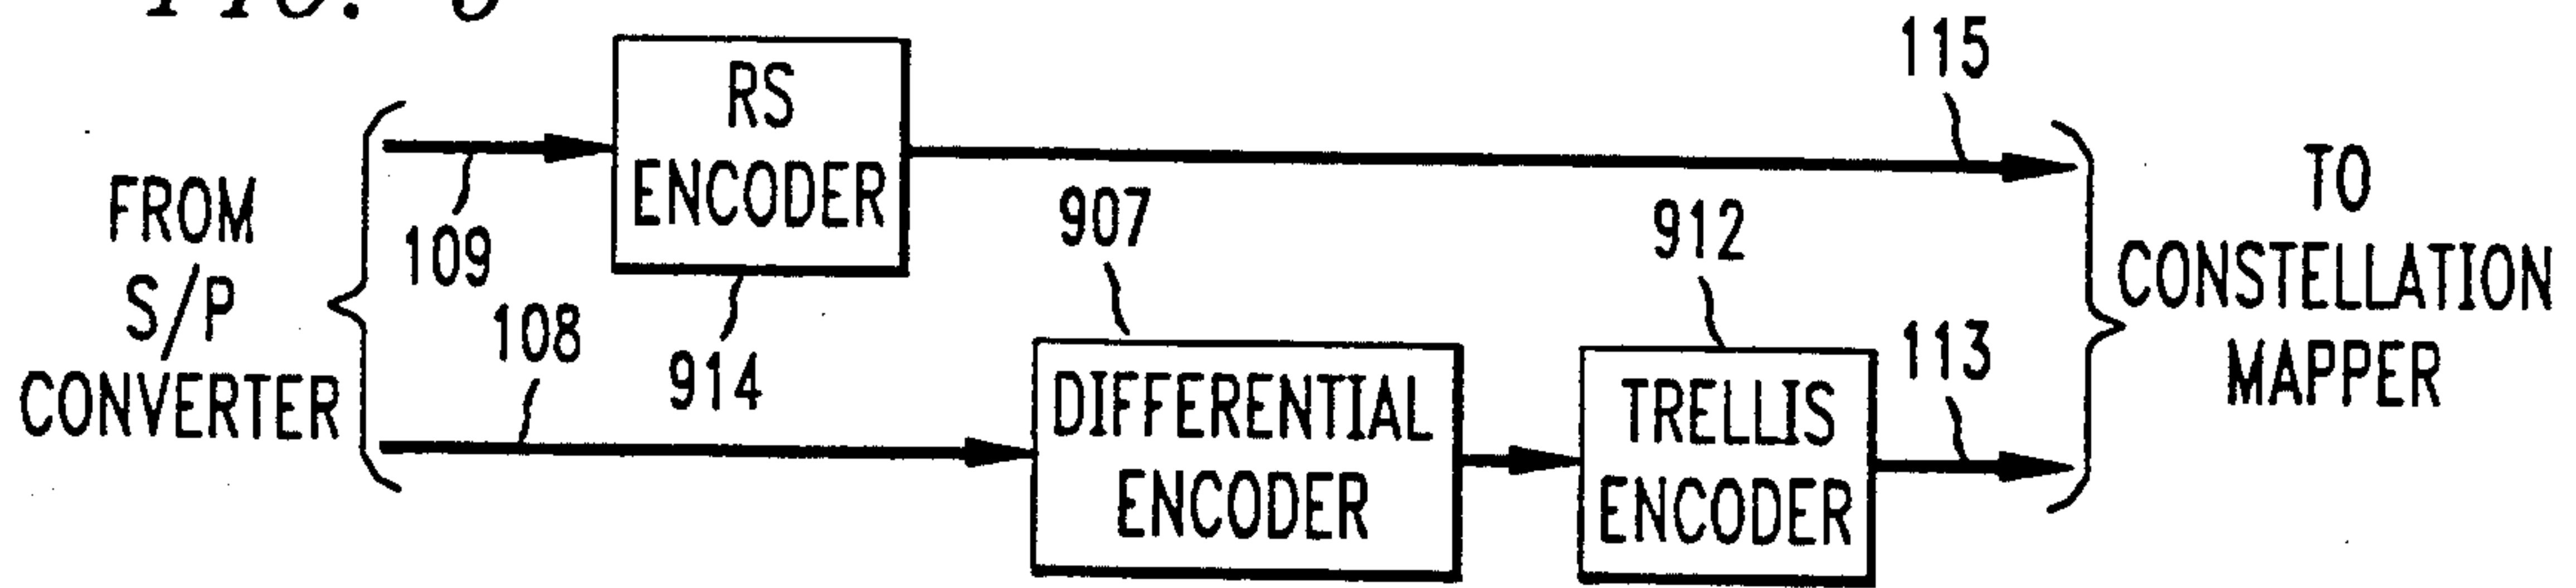 109
RS
ENCODER
914
115
FROM
S/P
CONVERTER
108
907
DIFFERENTIAL
ENCODER
912
TRELLIS
ENCODER
113
TO
CONSTELLATION
MAPPER